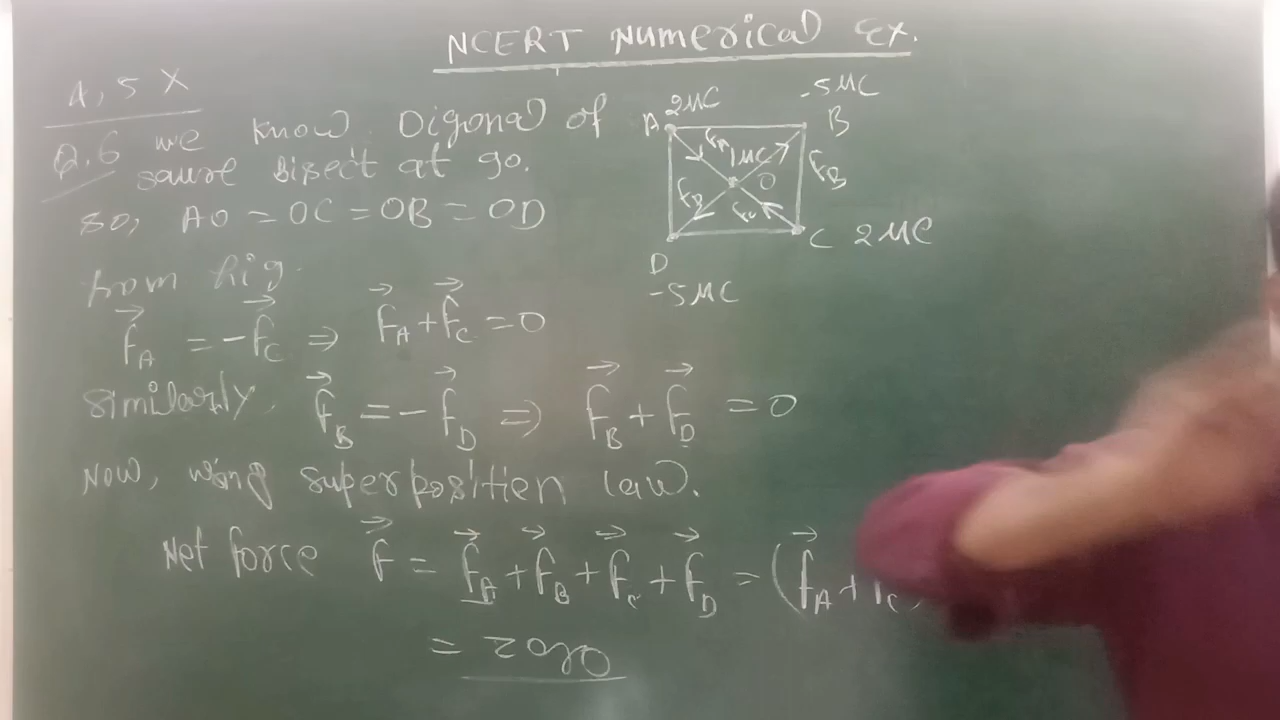 NCERT Numerical Ex.
4, 5 X
Q.6 we know Digonal of
saure bisect at 90.
so, AO = OC = OB = OD
from fig.
F⃗A = -F⃗C ⇒ F⃗A + F⃗C = 0
similarly, F⃗B = - F⃗D ⇒ F⃗B + F⃗D = 0
Now, using superposition law.
Net force F⃗ = F⃗A + F⃗B + F⃗C + F⃗D = (F⃗A + FC
= zero
A 2μC
-5μC
B
FA
1μC
O
FB
FD
FC
C 2μC
D
-5μC